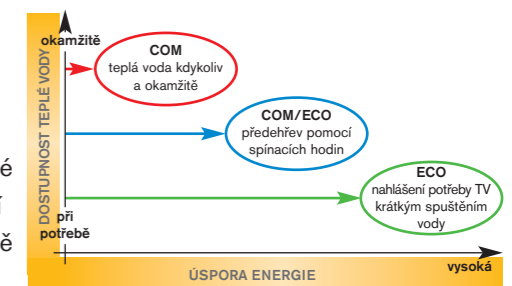 okamžitě
DOSTUPNOST TEPLÉ VODY
COM
teplá voda kdykoliv
a okamžitě
COM/ECO
předehřev pomocí
spínacích hodin
ECO
nahlášení potřeby TV
krátkým spuštěním
vody
při
potřebě
é
í
ě
vysoká
ÚSPORA ENERGIE